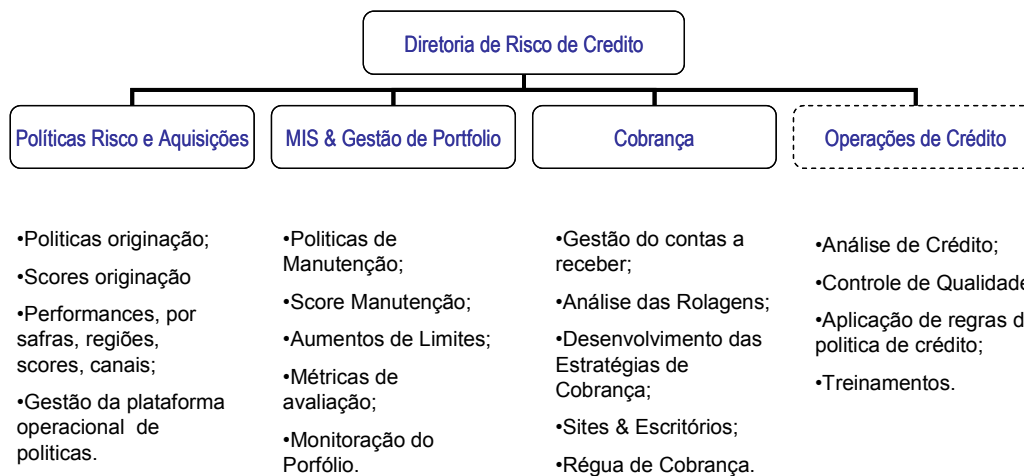 Diretoria de Risco de Credito
Políticas Risco e Aquisições
MIS & Gestão de Portfolio
Cobrança
Operações de Crédito
•Politicas originação;
•Scores originação
•Performances, por
safras, regiões,
scores, canais;
•Gestão da plataforma
operacional de
politicas.
•Politicas de
Manutenção;
•Score Manutenção;
•Aumentos de Limites;
•Métricas de
avaliação;
•Monitoração do
Porfólio.
•Gestão do contas a
receber;
•Análise das Rolagens;
•Desenvolvimento das
Estratégias de
Cobrança;
•Sites & Escritórios;
•Régua de Cobrança.
•Análise de Crédito;
•Controle de Qualidade
•Aplicação de regras d
politica de crédito;
•Treinamentos.